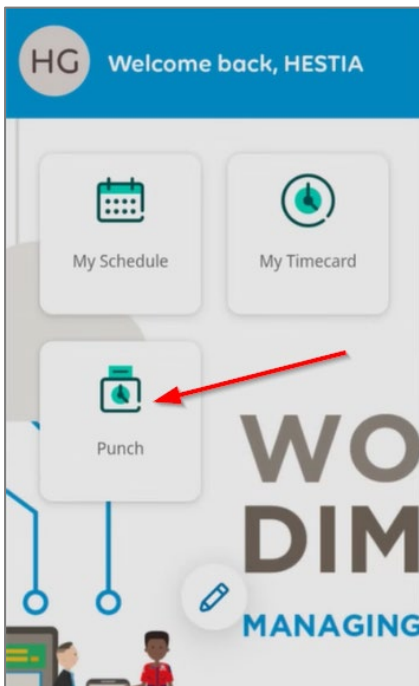 HG
Welcome back, HESTIA
My Schedule
My Timecard
Punch
WO
DIM
MANAGING